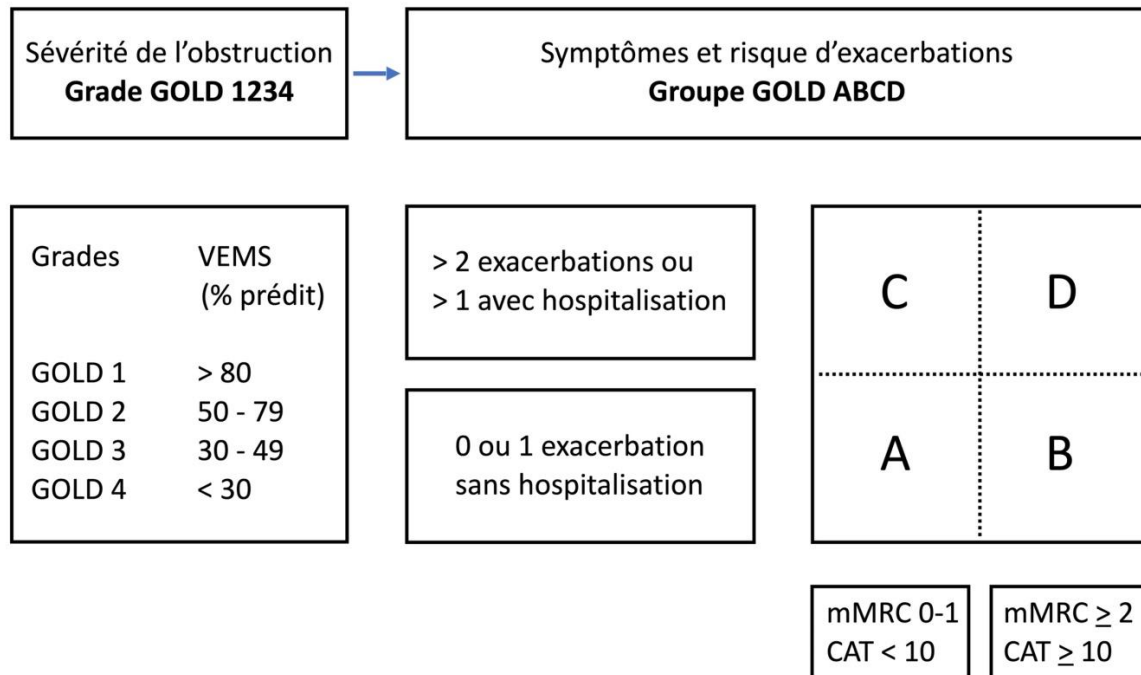 Sévérité de l’obstruction
Grade GOLD 1234
Symptômes et risque d’exacerbations
Groupe GOLD ABCD
Grades VEMS
(% prédit)
GOLD 1 > 80
GOLD 2 50 - 79
GOLD 3 30 - 49
GOLD 4 < 30
> 2 exacerbations ou
> 1 avec hospitalisation
0 ou 1 exacerbation
sans hospitalisation
C D
A B
mMRC 0-1
CAT < 10
mMRC ≥ 2
CAT ≥ 10